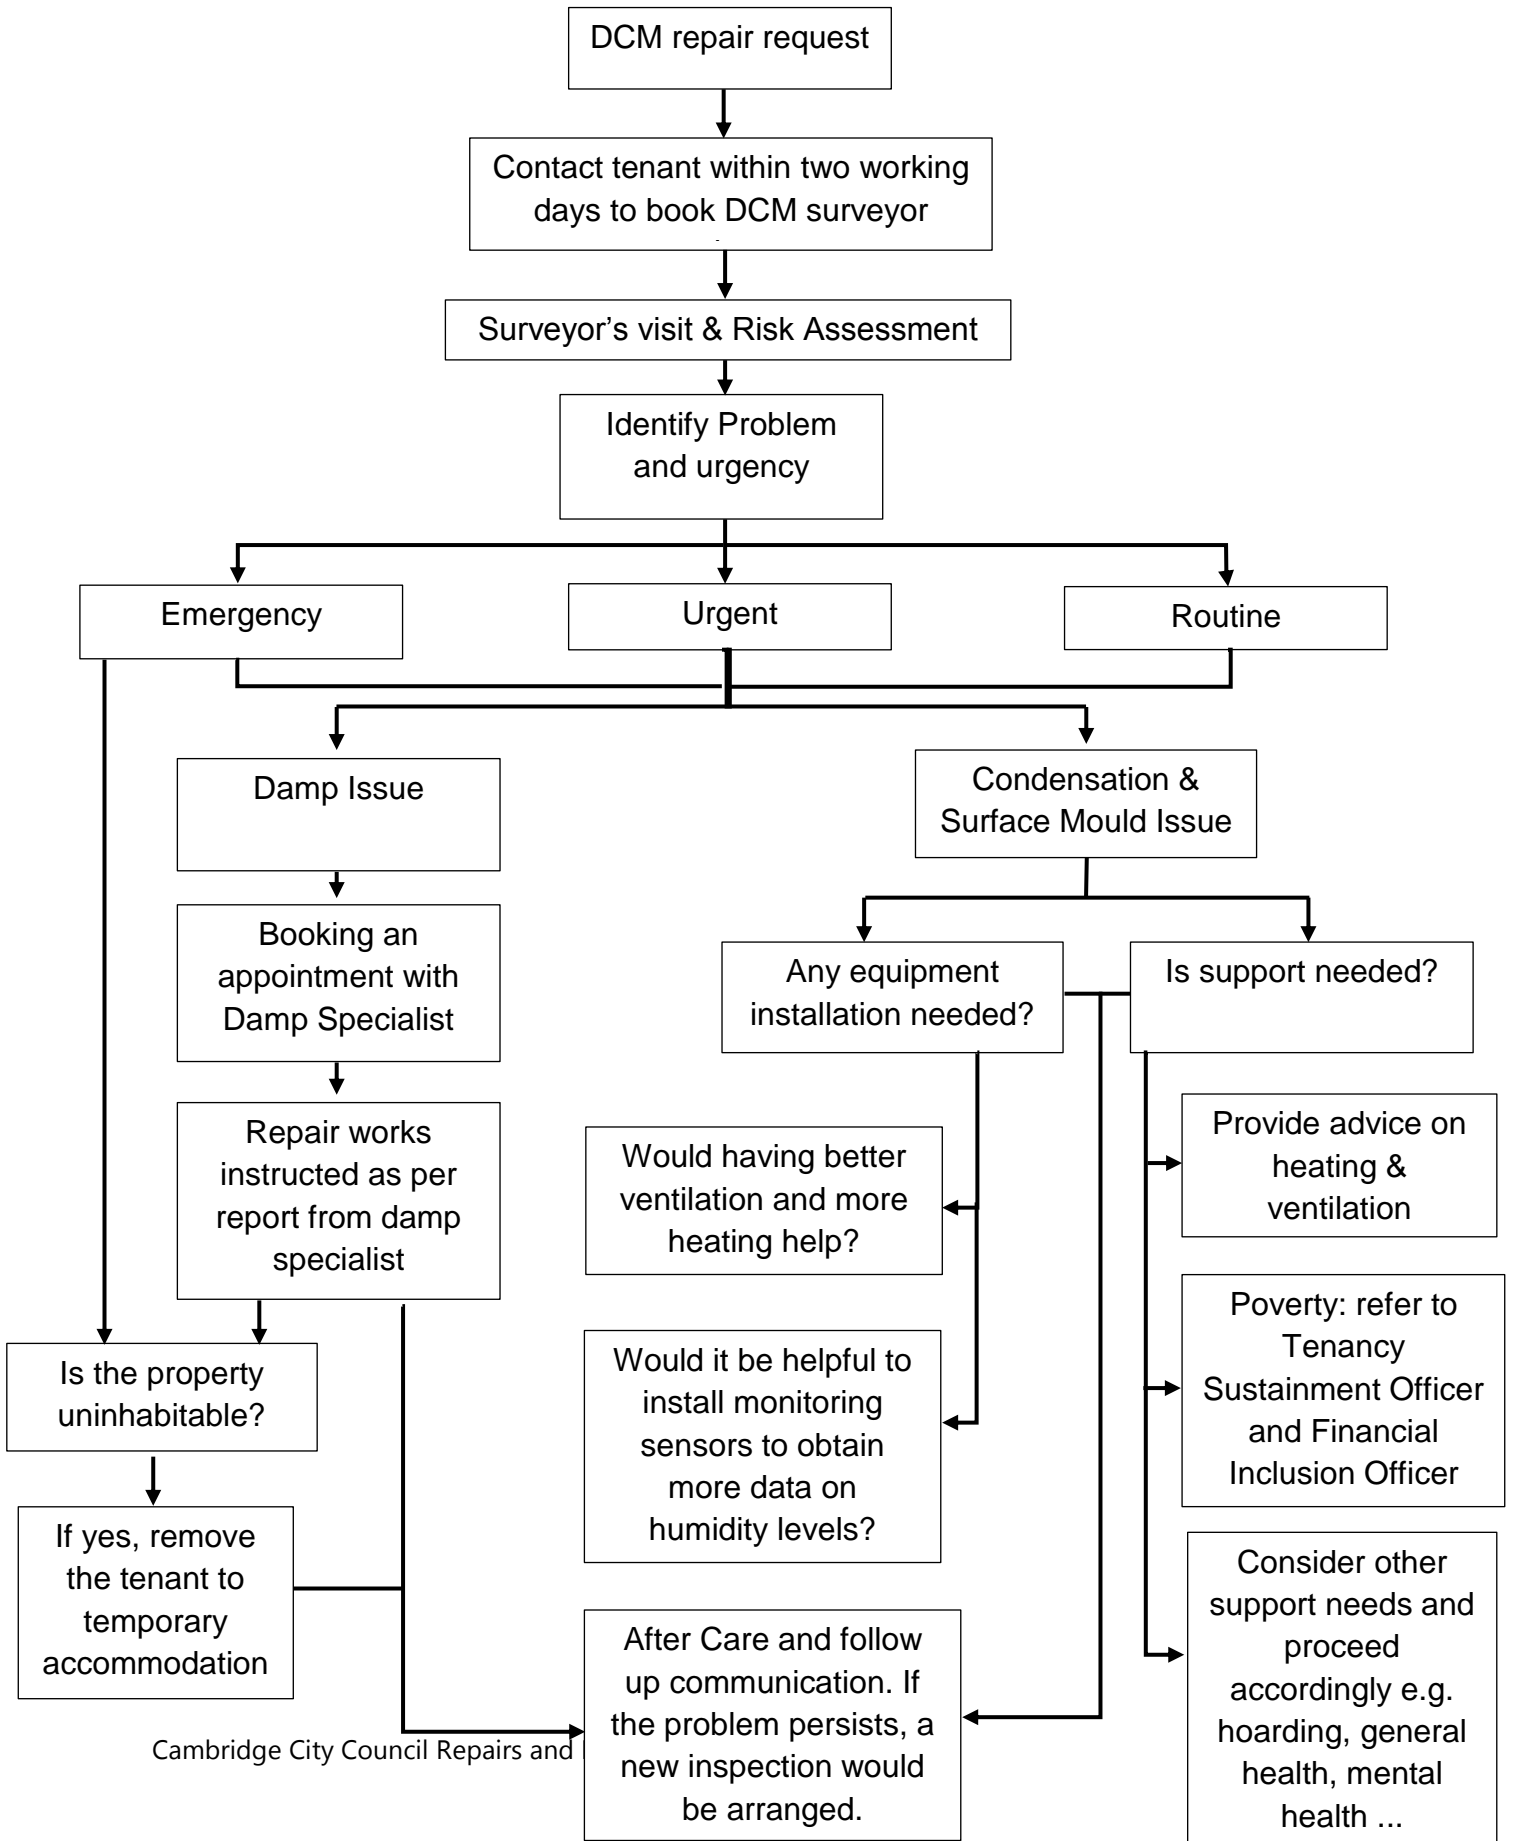 DCM repair request
Contact tenant within two working
days to book DCM surveyor
Surveyor’s visit & Risk Assessment
Identify Problem
and urgency
Emergency
Urgent
Routine
Damp Issue
Condensation &
Surface Mould Issue
Booking an
appointment with
Damp Specialist
Any equipment
installation needed?
Is support needed?
Repair works
instructed as per
report from damp
specialist
Would having better
ventilation and more
heating help?
Provide advice on
heating &
ventilation
Is the property
uninhabitable?
Would it be helpful to
install monitoring
sensors to obtain
more data on
humidity levels?
Poverty: refer to
Tenancy
Sustainment Officer
and Financial
Inclusion Officer
If yes, remove
the tenant to
temporary
accommodation
After Care and follow
up communication. If
the problem persists, a
new inspection would
be arranged.
Consider other
support needs and
proceed
accordingly e.g.
hoarding, general
health, mental
health ...
Cambridge City Council Repairs and